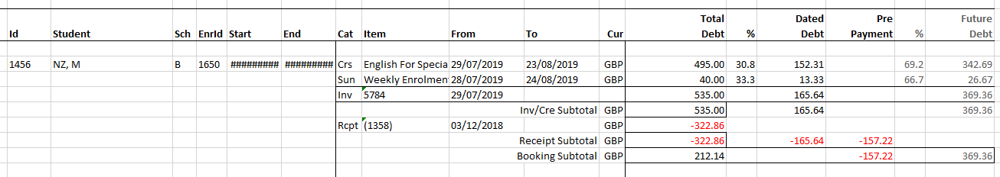 Total Dated Pre Future
Id Student Sch EnrId Start End Cat Item From To Cur Debt % Debt Payment % Debt
1456 NZ, M B 1650 ######### ######### Crs English For Specia 29/07/2019 23/08/2019 GBP 495.00 30.8 152.31 69.2 342.69
Sun Weekly Enrolmen 28/07/2019 24/08/2019 GBP 40.00 33.3 13.33 66.7 26.67
Inv 5784 29/07/2019 535.00 165.64 369.36
Inv/Cre Subtotal GBP 535.00 165.64 369.36
Rcpt (1358) 03/12/2018 GBP -322.86
Receipt Subtotal GBP -322.86 -165.64 -157.22
Booking Subtotal GBP 212.14 -157.22 369.36